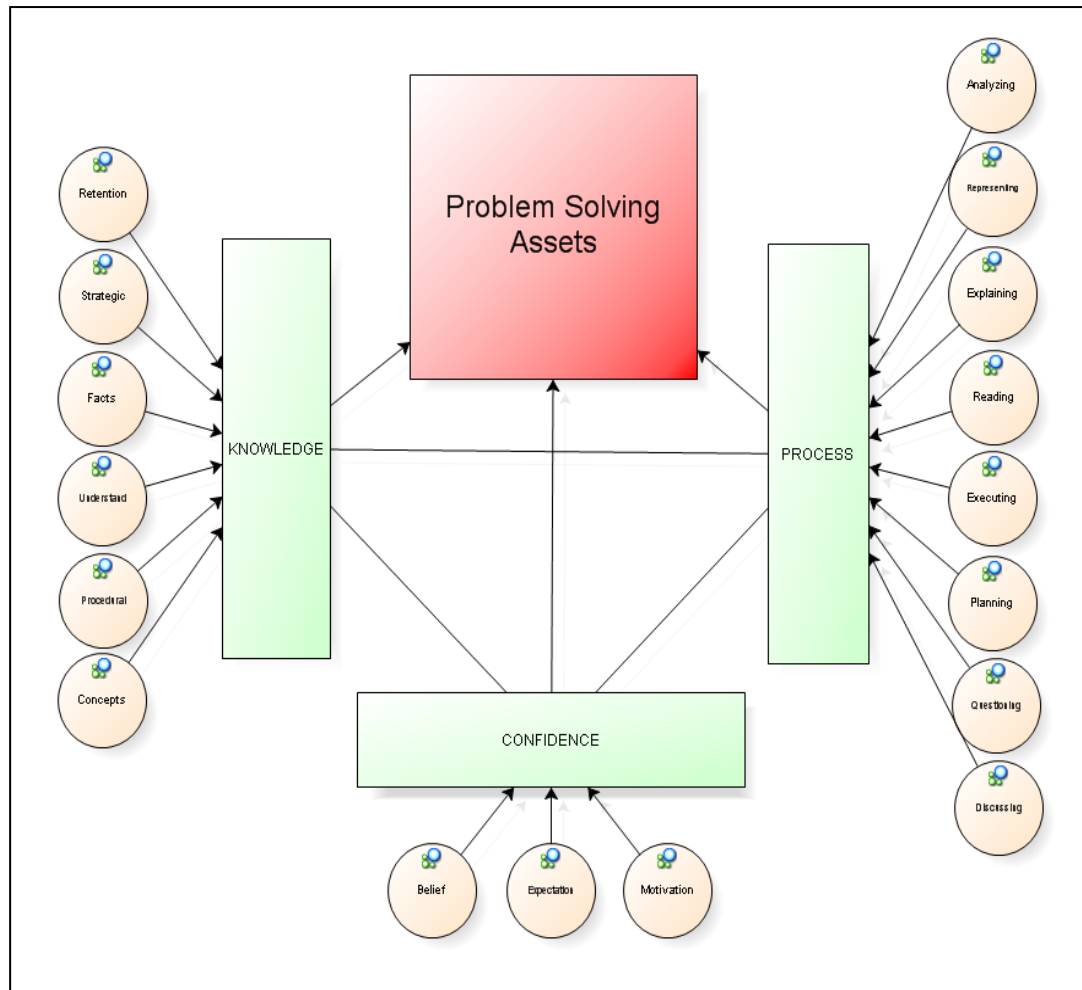 Problem Solving
Assets
Retention
Strategic
Facts
Understand
Procedural
Concepts
KNOWLEDGE
PROCESS
Analyzing
Representing
Explaining
Reading
Executing
Planning
Questioning
Discussing
CONFIDENCE
Belief
Expectation
Motivation